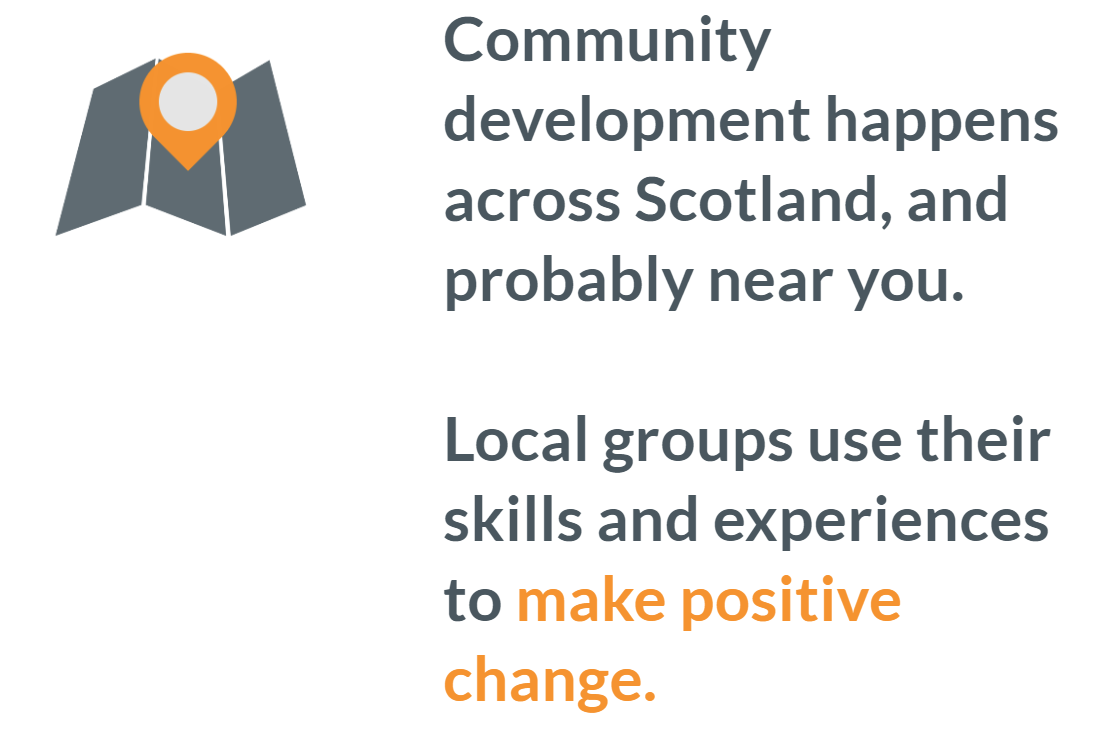 Community
development happens
across Scotland, and
probably near you.
Local groups use their
skills and experiences
to make positive
change.